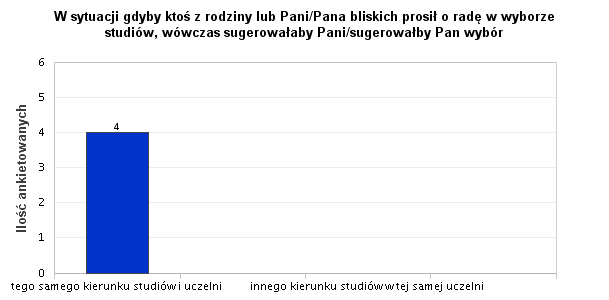 W sytuacji gdyby ktoś z rodziny lub Pani/Pana bliskich prosił o radę w wyborze
studiów, wówczas sugerowałaby Pani/sugerowałby Pan wybór
Ilość ankietowanych
6
5
4
3
2
1
0
4
tego samego kierunku studiów i uczelni
innego kierunku studiów w tej samej uczelni